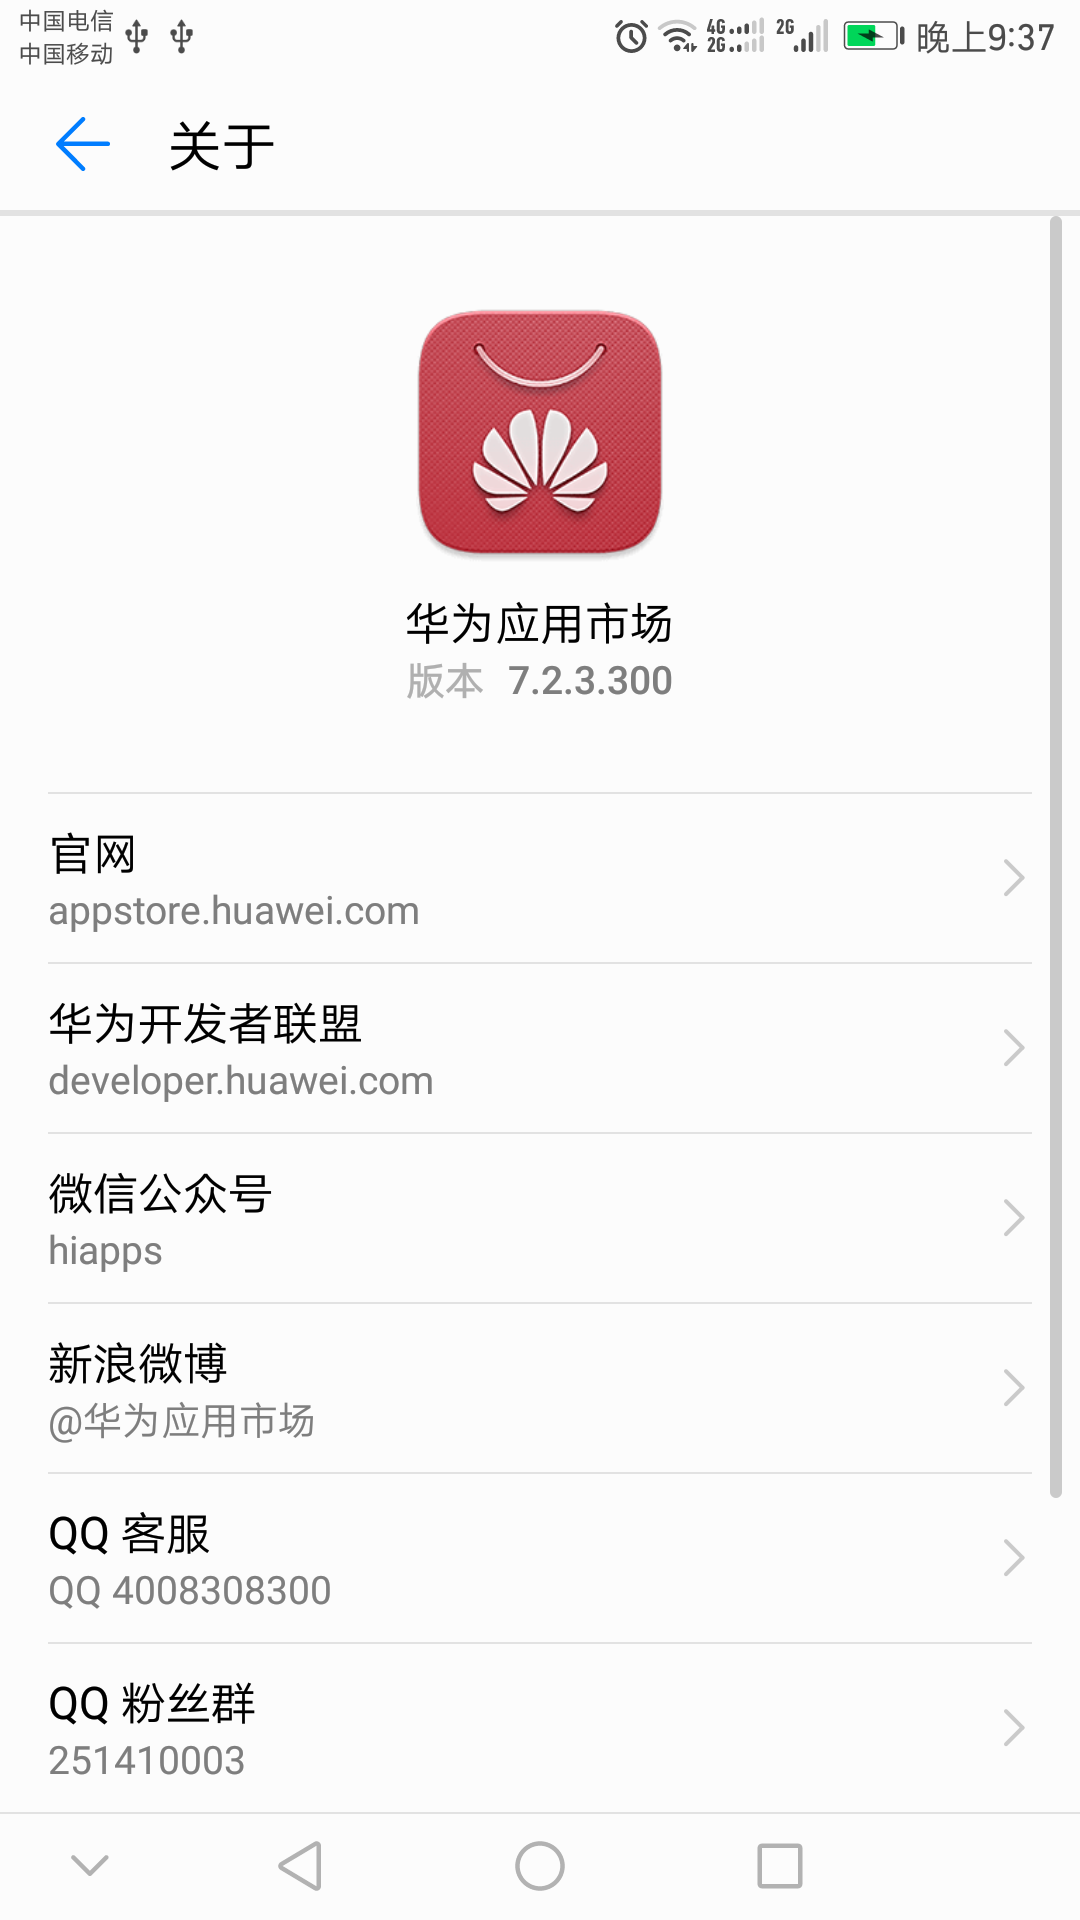 中国电信
中国移动
4G
2G
2G
晚上9:37
关于
华为应用市场
版本 7.2.3.300
官网
appstore.huawei.com
华为开发者联盟
developer.huawei.com
微信公众号
hiapps
新浪微博
@华为应用市场
QQ 客服
QQ 4008308300
QQ 粉丝群
251410003